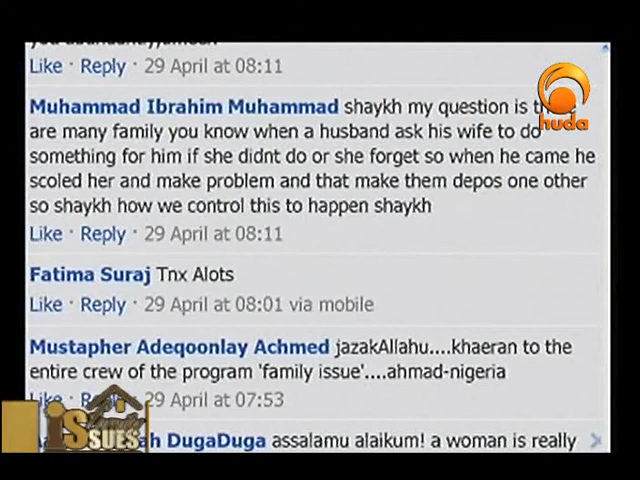 Like · Reply · 29 April at 08:11
Muhammad Ibrahim Muhammad shaykh my question is
are many family you know when a husband ask his wife to do
something for him if she didnt do or she forget so when he came he
scoled her and make problem and that make them depos one other
so shaykh how we control this to happen shaykh
Like · Reply · 29 April at 08:11
Fatima Suraj Tnx Alots
Like · Reply · 29 April at 08:01 via mobile
Mustapher Adeqoonlay Achmed jazakAllahu....khaeran to the
entire crew of the program 'family issue'....ahmad-nigeria
29 April at 07:53
DugaDuga assalamu alaikum! a woman is really
huda
family
isSUES